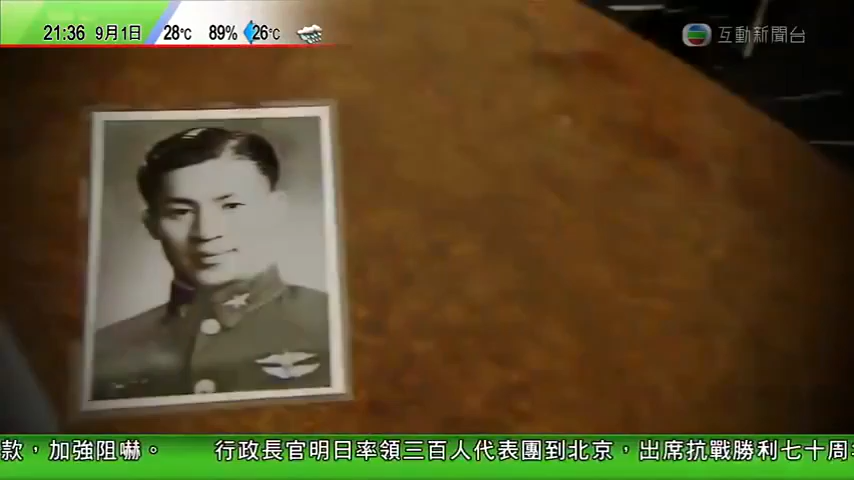 21:36 9月1日 28℃ 89% 26℃
互動新聞台
款，加強阻嚇。 行政長官明日率領三百人代表團到北京，出席抗戰勝利七十周